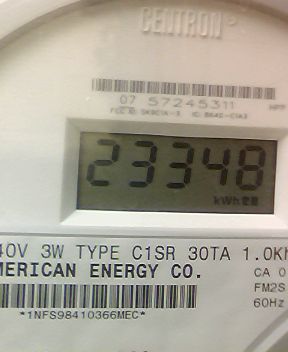 CENTRON
07 57245311
23348
kWh
40V 3W TYPE C1SR 30TA 1.0Kh
MERICAN ENERGY CO.
CA 0
FM2S
60Hz
*1NFS98410366MEC*